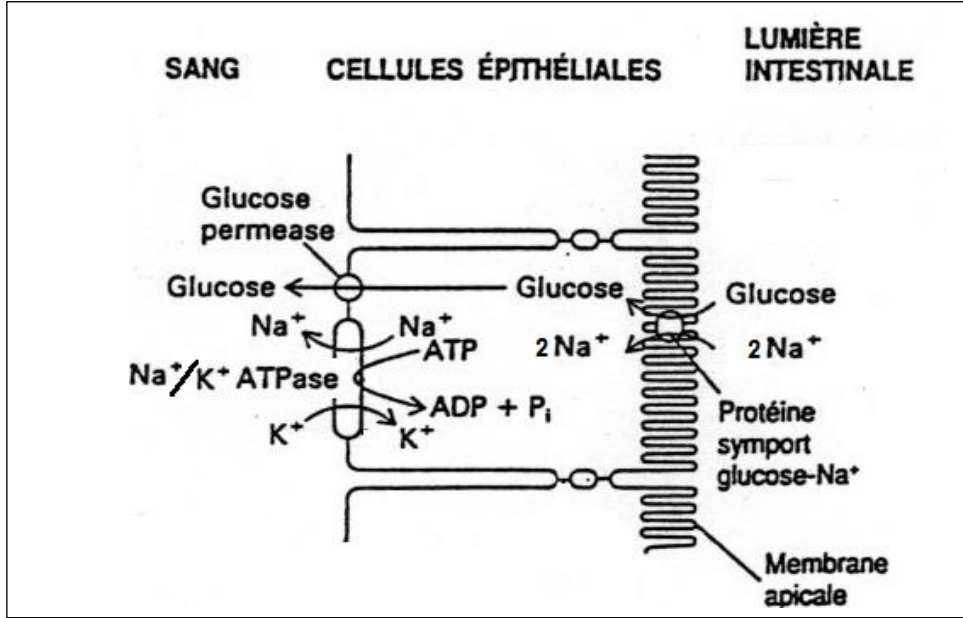 SANG
CELLULES ÉPITHÉLIALES
LUMIÈRE
INTESTINALE
Glucose
permease
Glucose
Glucose
Glucose
Na⁺
Na⁺
ATP
2 Na⁺
2 Na⁺
Na⁺/K⁺ ATPase
ADP + Pᵢ
K⁺
K⁺
Protéine
symport
glucose-Na⁺
Membrane
apicale